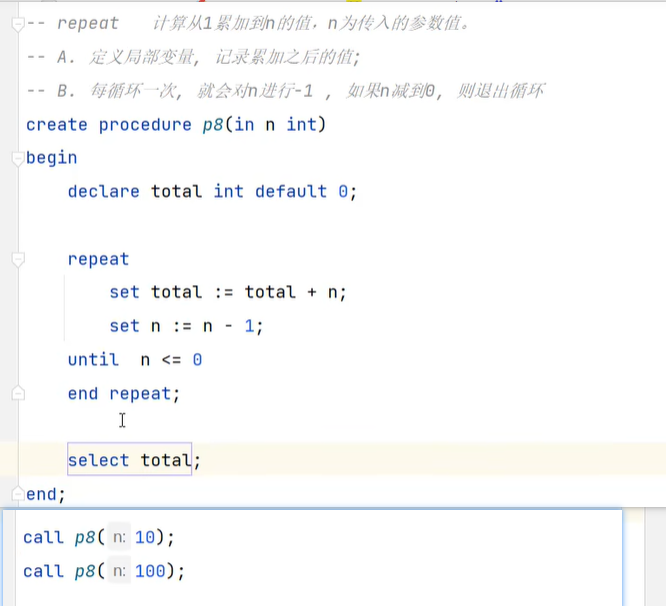 -- repeat   计算从1累加到n的值，n为传入的参数值。
-- A. 定义局部变量, 记录累加之后的值;
-- B. 每循环一次, 就会对n进行-1 , 如果n减到0, 则退出循环
create procedure p8(in n int)
begin
    declare total int default 0;
    repeat
        set total := total + n;
        set n := n - 1;
    until  n <= 0
    end repeat;
    select total;
end;
call p8( n: 10);
call p8( n: 100);